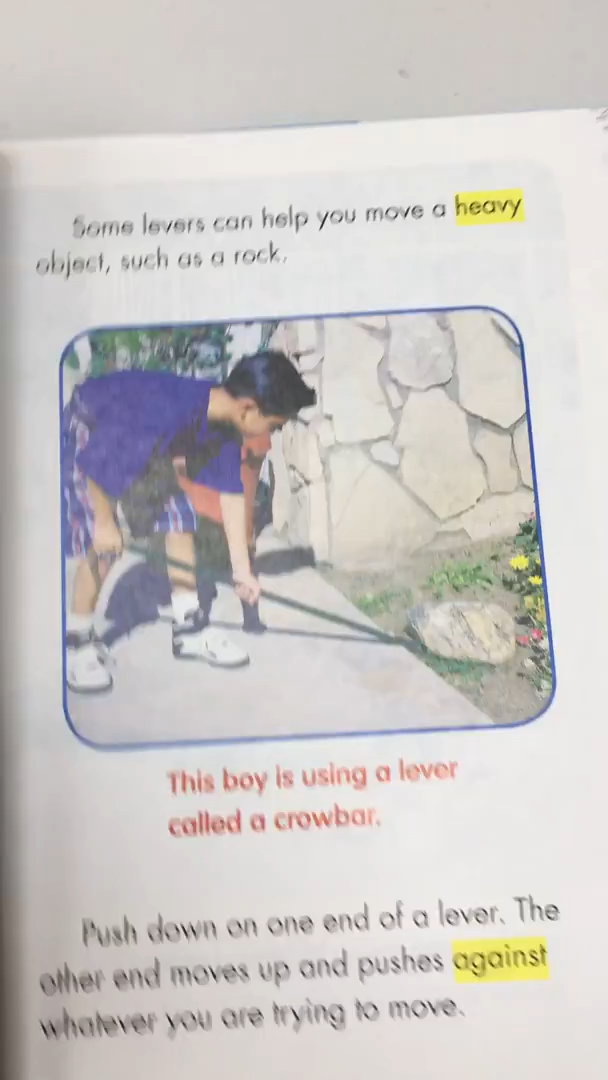 Some levers can help you move a heavy
object, such as a rock.
This boy is using a lever
called a crowbar.
Push down on one end of a lever. The
other end moves up and pushes against
whatever you are trying to move.